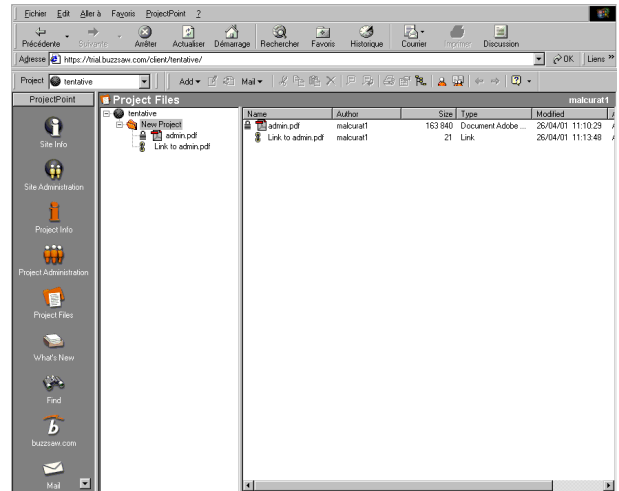 Fichier Edit Aller à Favoris ProjectPoint ?
Précédente Suivante Arrêter Actualiser Démarrage Rechercher Favoris Historique Courrier Imprimer Discussion
Adresse https://trial.buzzsaw.com/client/tentative/ OK Liens »
Project tentative Add Mail
ProjectPoint
Project Files malcurat1
Site Info
Site Administration
Project Info
Project Administration
Project Files
What's New
Find
buzzsaw.com
Mail
tentative
New Project
admin.pdf
Link to admin.pdf
Name Author Size Type Modified
admin.pdf malcurat1 163 840 Document Adobe ... 26/04/01 11:10:29
Link to admin.pdf malcurat1 21 Link 26/04/01 11:13:48